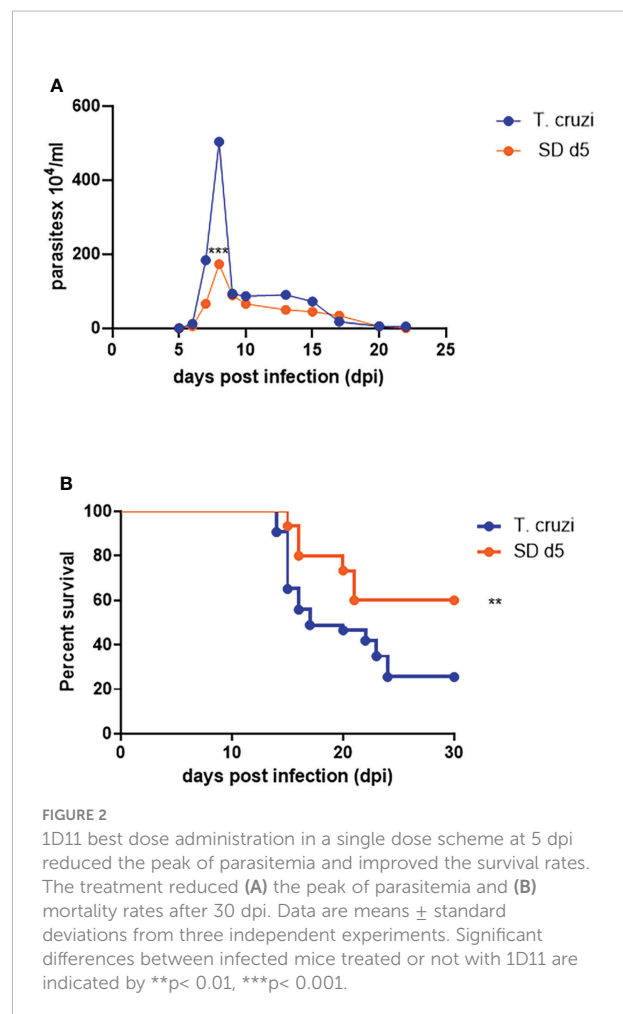 A
600
400
200
0
parasitesx 10⁴/ml
T. cruzi
SD d5
***
0 5 10 15 20 25
days post infection (dpi)
B
100
80
60
40
20
0
Percent survival
T. cruzi
SD d5
**
0 10 20 30
days post infection (dpi)
FIGURE 2
1D11 best dose administration in a single dose scheme at 5 dpi
reduced the peak of parasitemia and improved the survival rates.
The treatment reduced (A) the peak of parasitemia and (B)
mortality rates after 30 dpi. Data are means ± standard
deviations from three independent experiments. Significant
differences between infected mice treated or not with 1D11 are
indicated by **p< 0.01, ***p< 0.001.